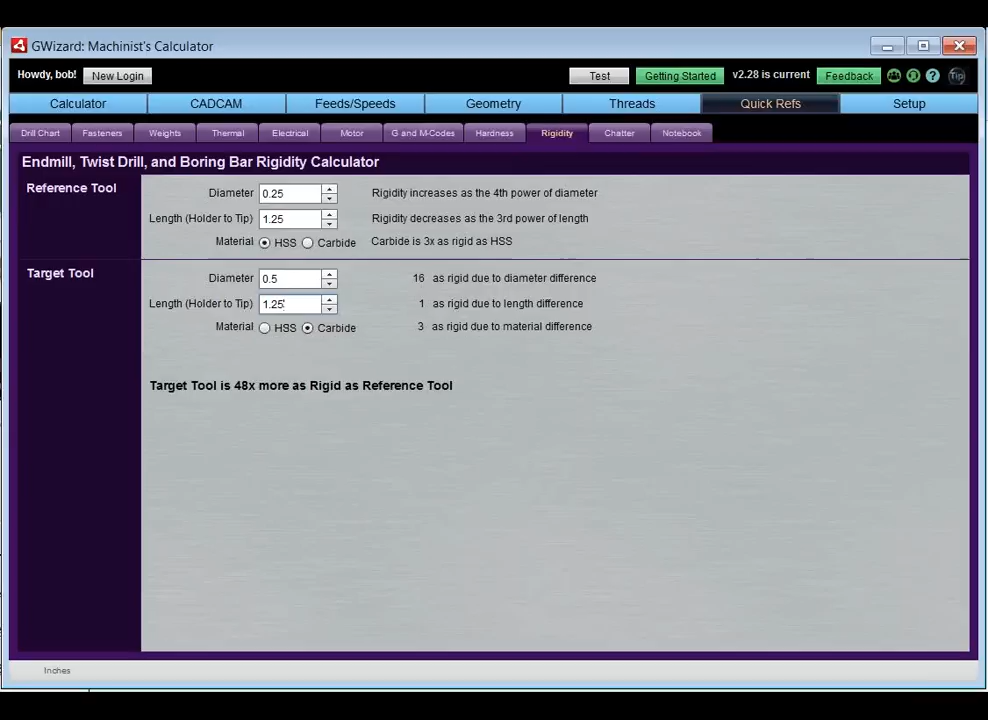 GWizard: Machinist's Calculator
Howdy, bob! New Login Test Getting Started v2.28 is current Feedback ? Tip
Calculator CADCAM Feeds/Speeds Geometry Threads Quick Refs Setup
Drill Chart Fasteners Weights Thermal Electrical Motor G and M-Codes Hardness Rigidity Chatter Notebook
Endmill, Twist Drill, and Boring Bar Rigidity Calculator
Reference Tool
Diameter 0.25 Rigidity increases as the 4th power of diameter
Length (Holder to Tip) 1.25 Rigidity decreases as the 3rd power of length
Material HSS Carbide Carbide is 3x as rigid as HSS
Target Tool
Diameter 0.5 16 as rigid due to diameter difference
Length (Holder to Tip) 1.25 1 as rigid due to length difference
Material HSS Carbide 3 as rigid due to material difference
Target Tool is 48x more as Rigid as Reference Tool
Inches